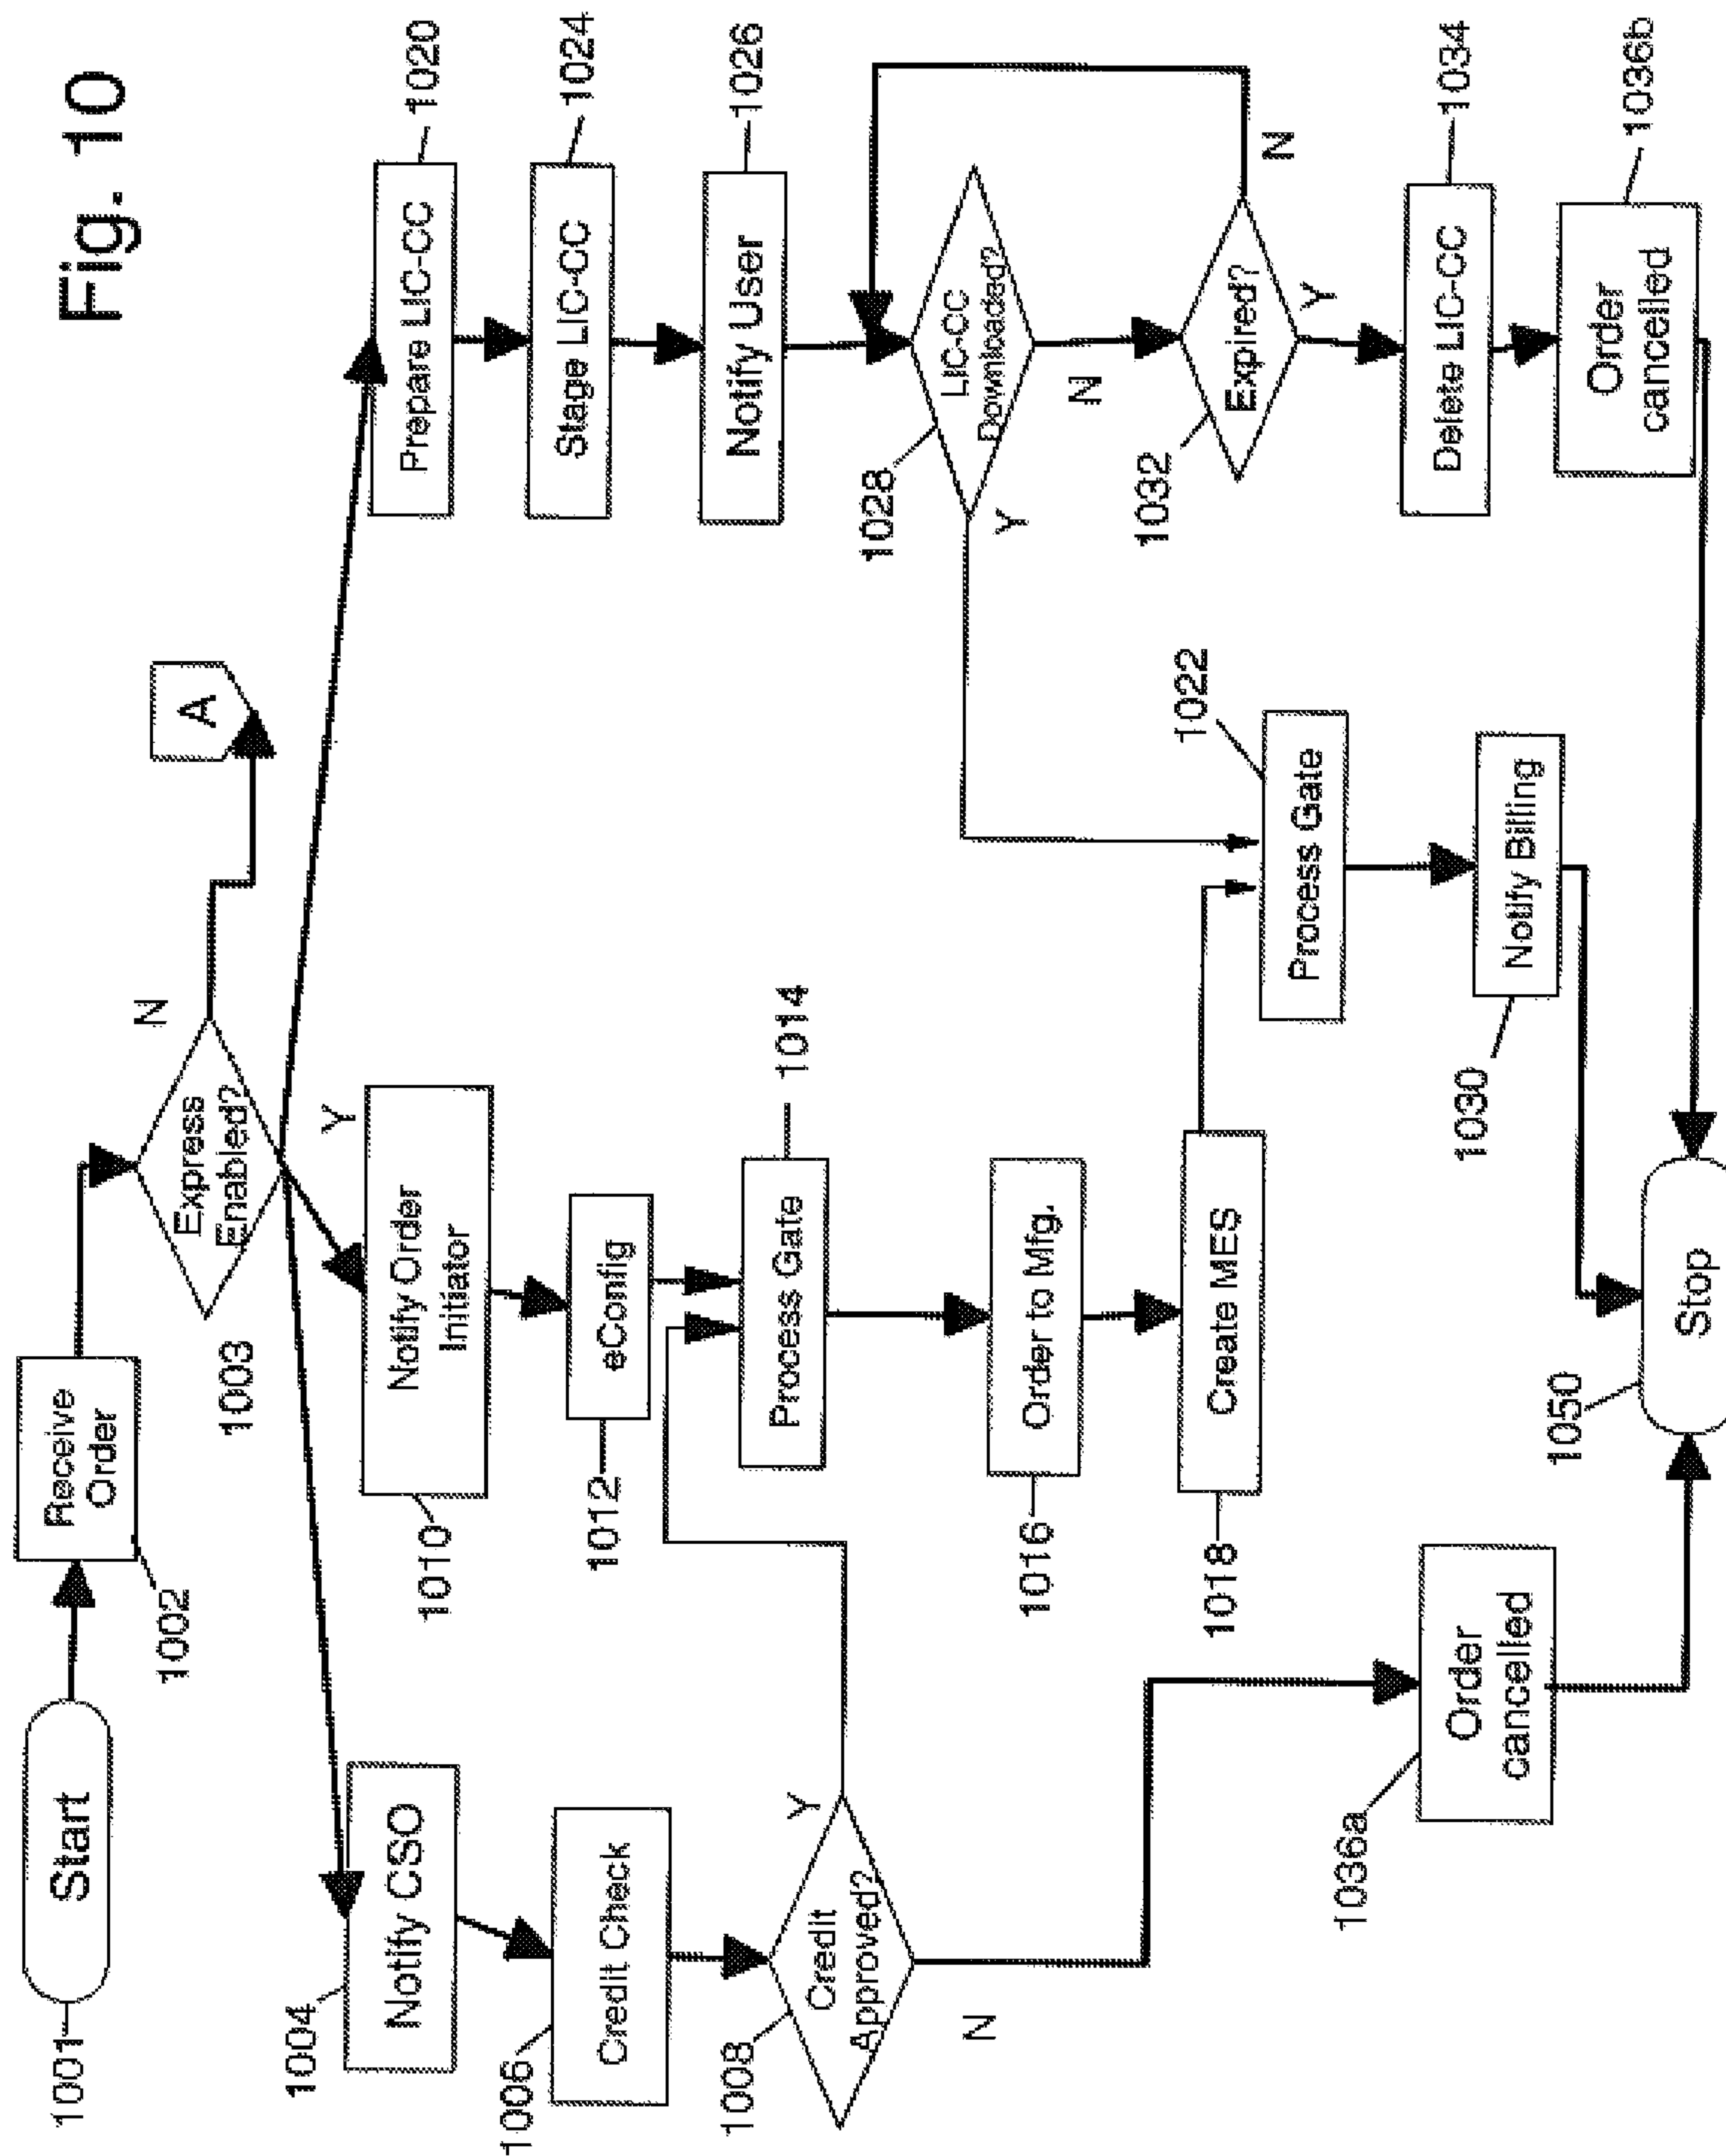 Fig. 10
Start
1001
Receive
Order
1002
Express
Enabled?
1003
N
A
Y
Notify CSO
1004
Credit Check
1006
Credit
Approved?
1008
Y
N
Notify Order
Initiator
1010
eConfig
1012
Process Gate
1014
Order to Mfg.
1016
Create MES
1018
Prepare LIC-CC
1020
Stage LIC-CC
1024
Notify User
1026
LIC-CC
Downloaded?
1028
Y
N
Expired?
1032
N
Y
Delete LIC-CC
1034
Order
cancelled
1036b
Process Gate
1022
Notify Billing
1030
Order
cancelled
1036a
Stop
1050